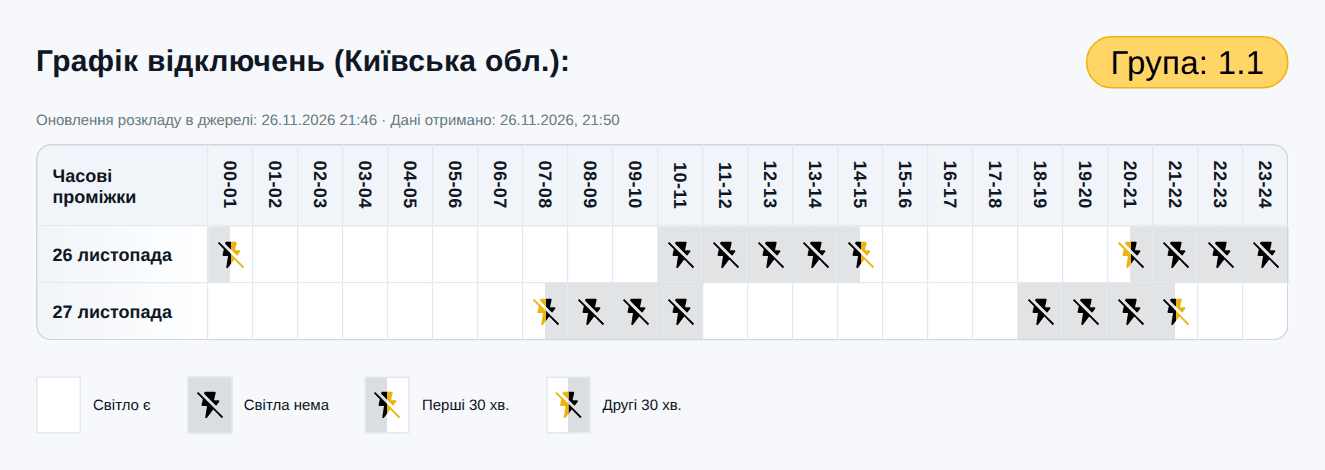 Графік відключень (Київська обл.):
Група: 1.1
Оновлення розкладу в джерелі: 26.11.2026 21:46 · Дані отримано: 26.11.2026, 21:50
Часові
проміжки
00-01
01-02
02-03
03-04
04-05
05-06
06-07
07-08
08-09
09-10
10-11
11-12
12-13
13-14
14-15
15-16
16-17
17-18
18-19
19-20
20-21
21-22
22-23
23-24
26 листопада
27 листопада
Світло є
Світла нема
Перші 30 хв.
Другі 30 хв.